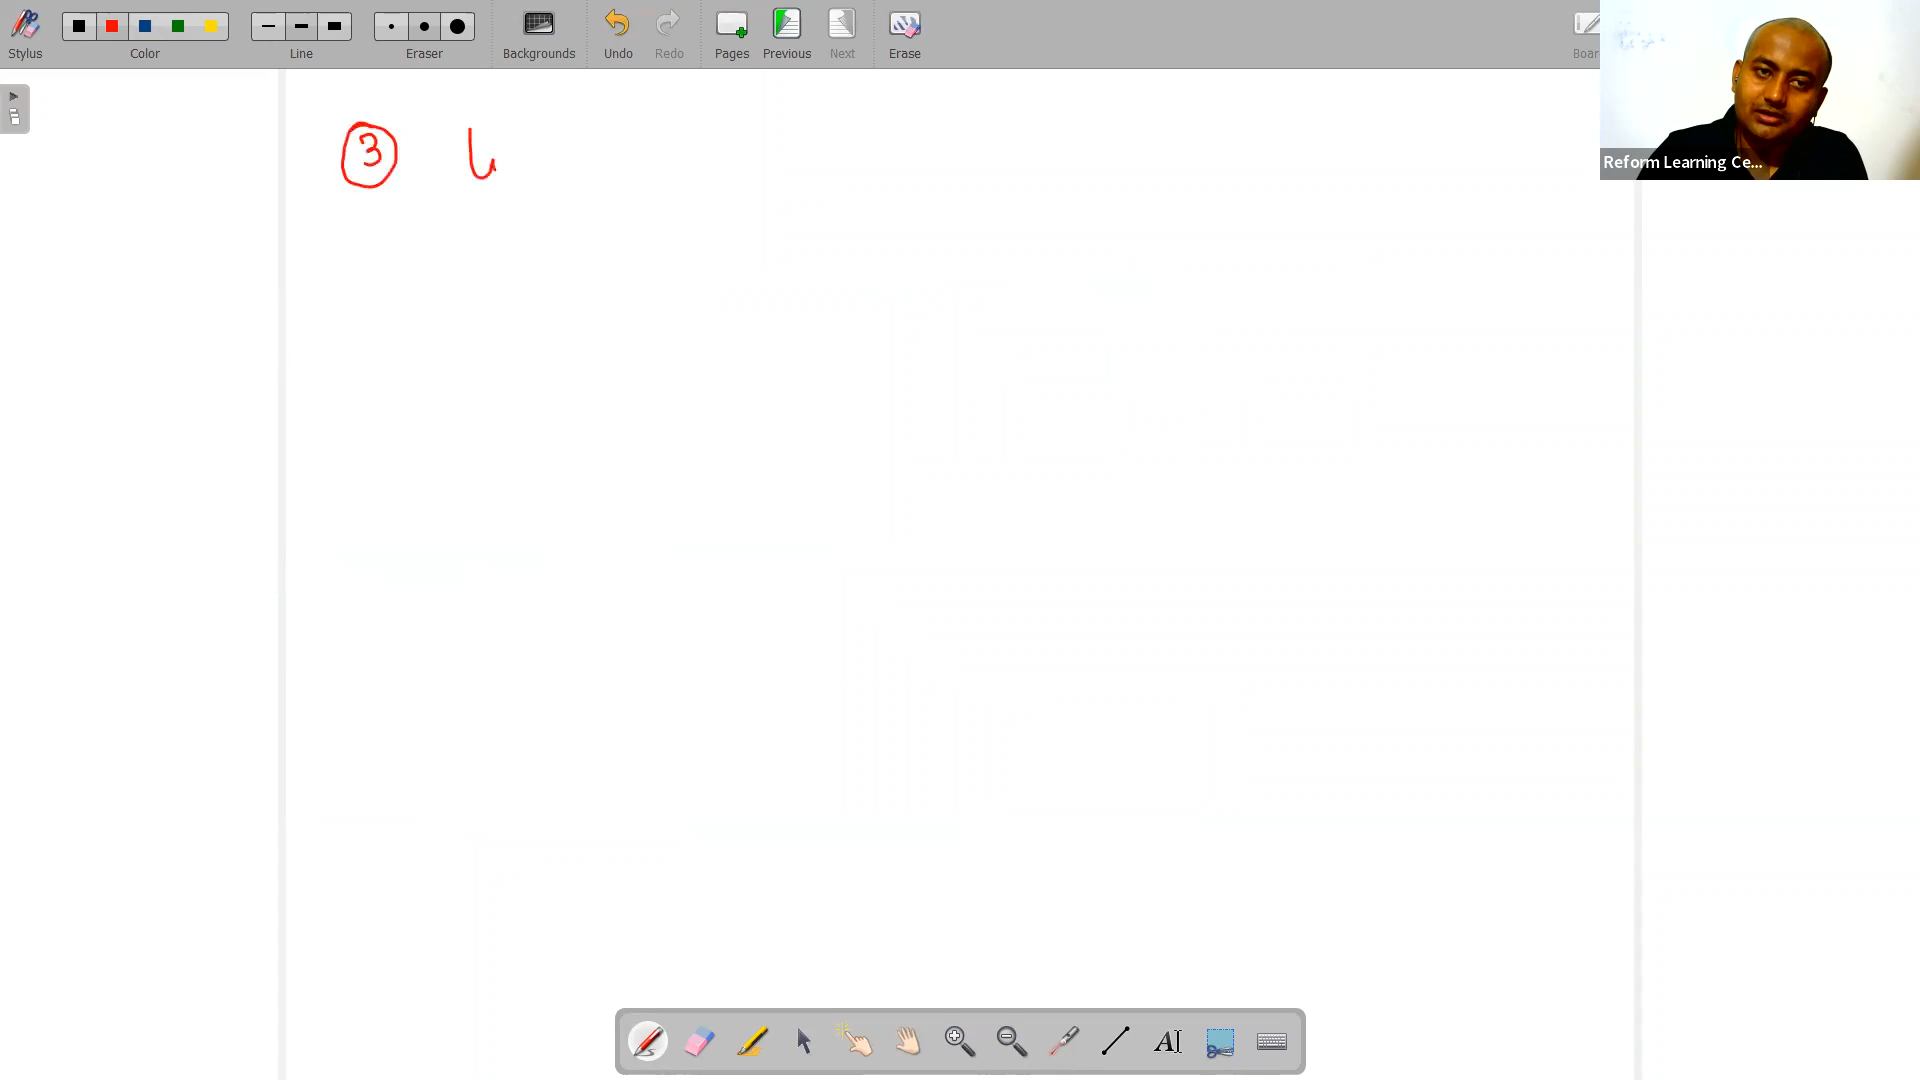 Stylus Color Line Eraser Backgrounds Undo Redo Pages Previous Next Erase
Reform Learning Ce...
3